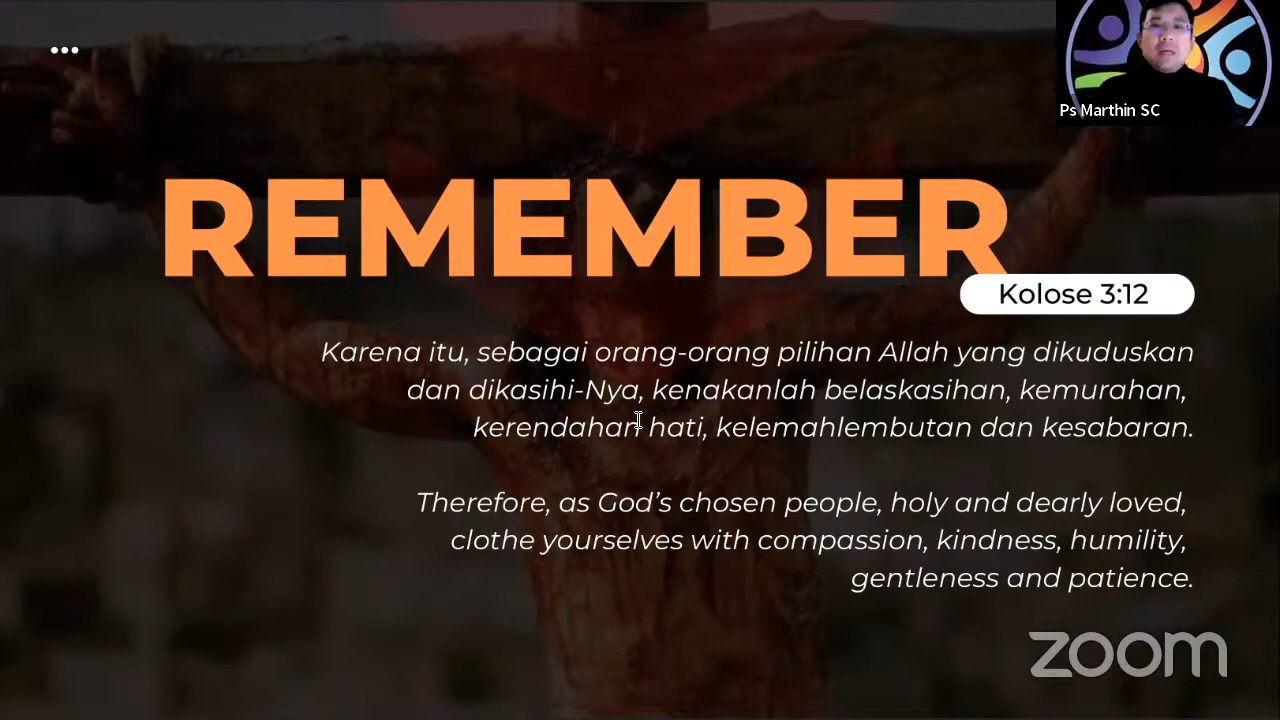 Ps Marthin SC
REMEMBER
Kolose 3:12
Karena itu, sebagai orang-orang pilihan Allah yang dikuduskan
dan dikasihi-Nya, kenakanlah belaskasihan, kemurahan,
kerendahan hati, kelemahlembutan dan kesabaran.
Therefore, as God’s chosen people, holy and dearly loved,
clothe yourselves with compassion, kindness, humility,
gentleness and patience.
zoom